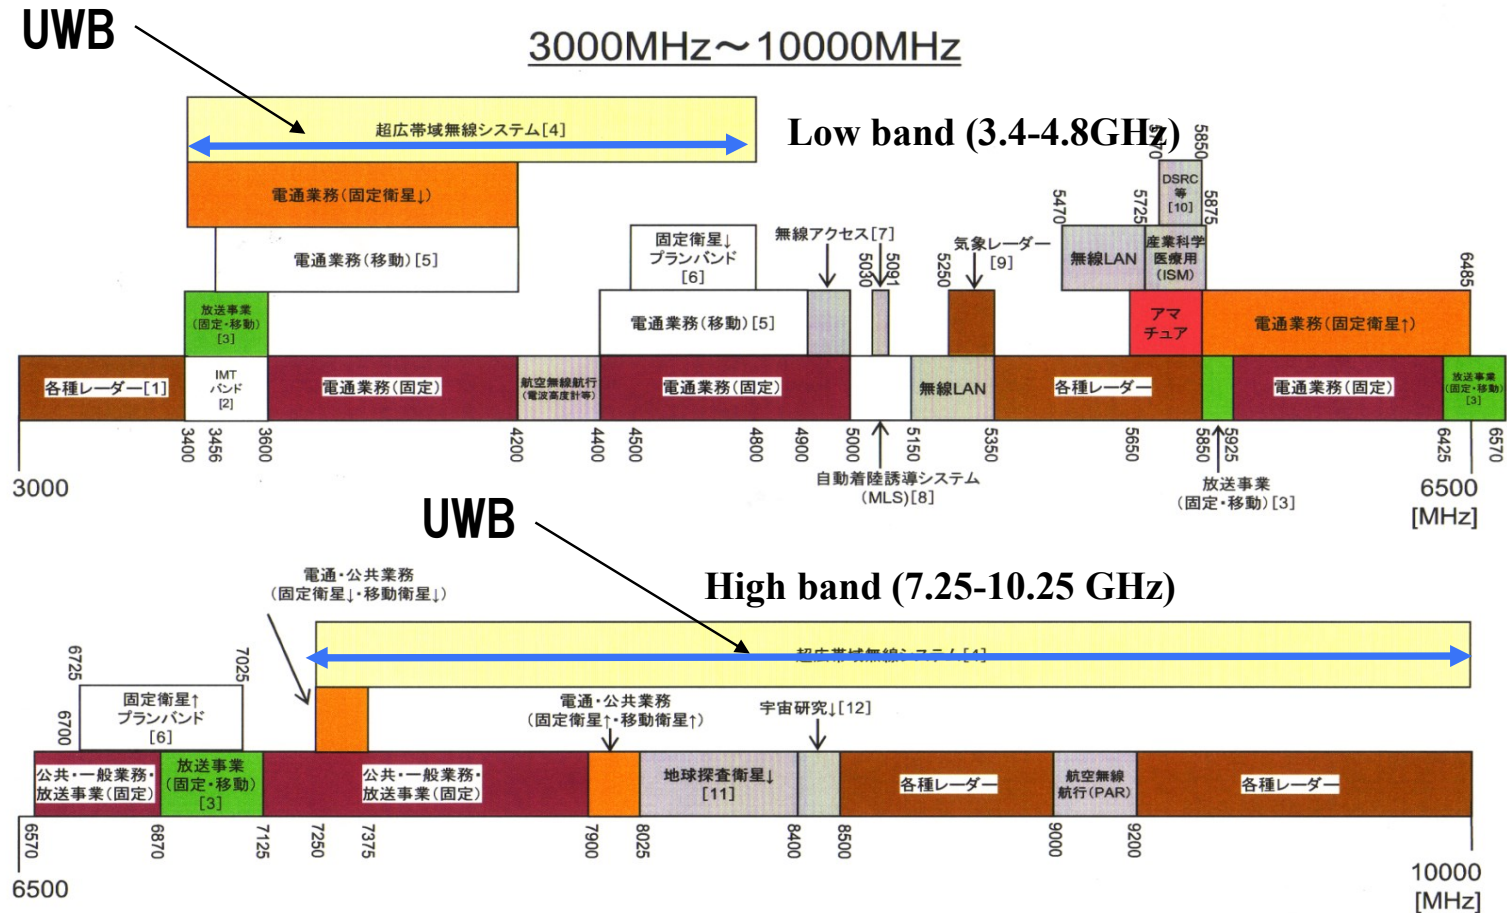 UWB
3000MHz～10000MHz
超広帯域無線システム[4]
Low band (3.4-4.8GHz)
電通業務(固定衛星↓)
電通業務(移動)[5]
固定衛星↓
プランバンド
[6]
無線アクセス[7]
5030
5091
気象レーダー
[9]
5250
5470
5725
5850
5875
DSRC
等
[10]
無線LAN
産業科学
医療用
(ISM)
6485
放送事業
(固定・移動)
[3]
電通業務(移動)[5]
アマ
チュア
電通業務(固定衛星↑)
各種レーダー[1]
IMT
バンド
[2]
電通業務(固定)
航空無線航行
(電波高度計等)
電通業務(固定)
無線LAN
各種レーダー
電通業務(固定)
放送事業
(固定・移動)
[3]
3400
3456
3600
4200
4400
4500
4800
4900
5000
5150
5350
5650
5850
5925
6425
6570
3000
自動着陸誘導システム
(MLS)[8]
放送事業
(固定・移動)[3]
6500
[MHz]
UWB
電通・公共業務
(固定衛星↓・移動衛星↓)
High band (7.25-10.25 GHz)
超広帯域無線システム[4]
6700
6725
7025
固定衛星↑
プランバンド
[6]
電通・公共業務
(固定衛星↑・移動衛星↑)
宇宙研究↓[12]
公共・一般業務・
放送事業(固定)
放送事業
(固定・移動)
[3]
公共・一般業務・
放送事業(固定)
地球探査衛星↓
[11]
各種レーダー
航空無線
航行(PAR)
各種レーダー
6570
6870
7125
7250
7375
7900
8025
8400
8500
9000
9200
6500
10000
[MHz]